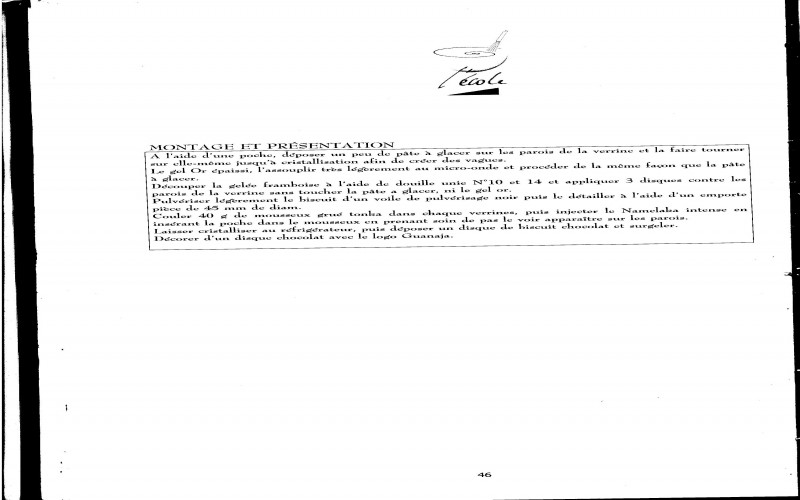 l'école
MONTAGE ET PRÉSENTATION
A l'aide d'une poche, déposer un peu de pâte à glacer sur les parois de la verrine et la faire tourner
sur elle-même jusqu'à cristallisation afin de créer des vagues.
Le gel Or épaissi, l'assouplir très légèrement au micro-onde et procéder de la même façon que la pâte
à glacer.
Découper la gelée framboise à l'aide de douille unie N°10 et 14 et appliquer 3 disques contre les
parois de la verrine sans toucher la pâte a glacer, ni le gel or.
Pulvériser légèrement le biscuit d'un voile de pulvérisage noir puis le détailler à l'aide d'un emporte
pièce de 45 mm de diam.
Couler 40 g de mousseux grué tonka dans chaque verrines, puis injecter le Namelaka intense en
insérant la poche dans le mousseux en prenant soin de pas le voir apparaître sur les parois.
Laisser cristalliser au réfrigérateur, puis déposer un disque de biscuit chocolat et surgeler.
Décorer d'un disque chocolat avec le logo Guanaja.
46